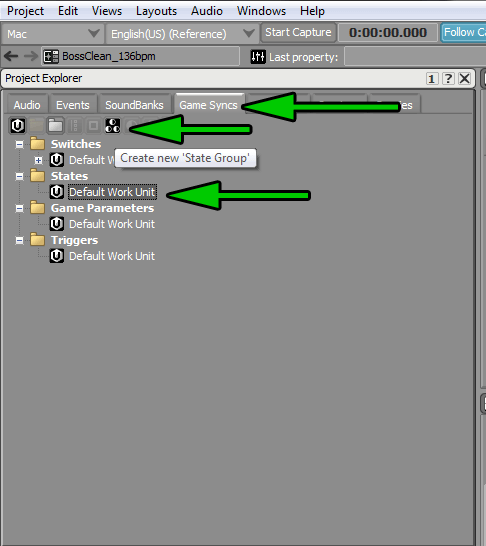 Project Edit Views Layouts Audio Windows Help
Mac English(US) (Reference) Start Capture 0:00:00.000 Follow Ca
BossClean_136bpm Last property:
Project Explorer 1 ? X
Audio Events SoundBanks Game Syncs
Create new 'State Group'
Switches
Default W
States
Default Work Unit
Game Parameters
Default Work Unit
Triggers
Default Work Unit